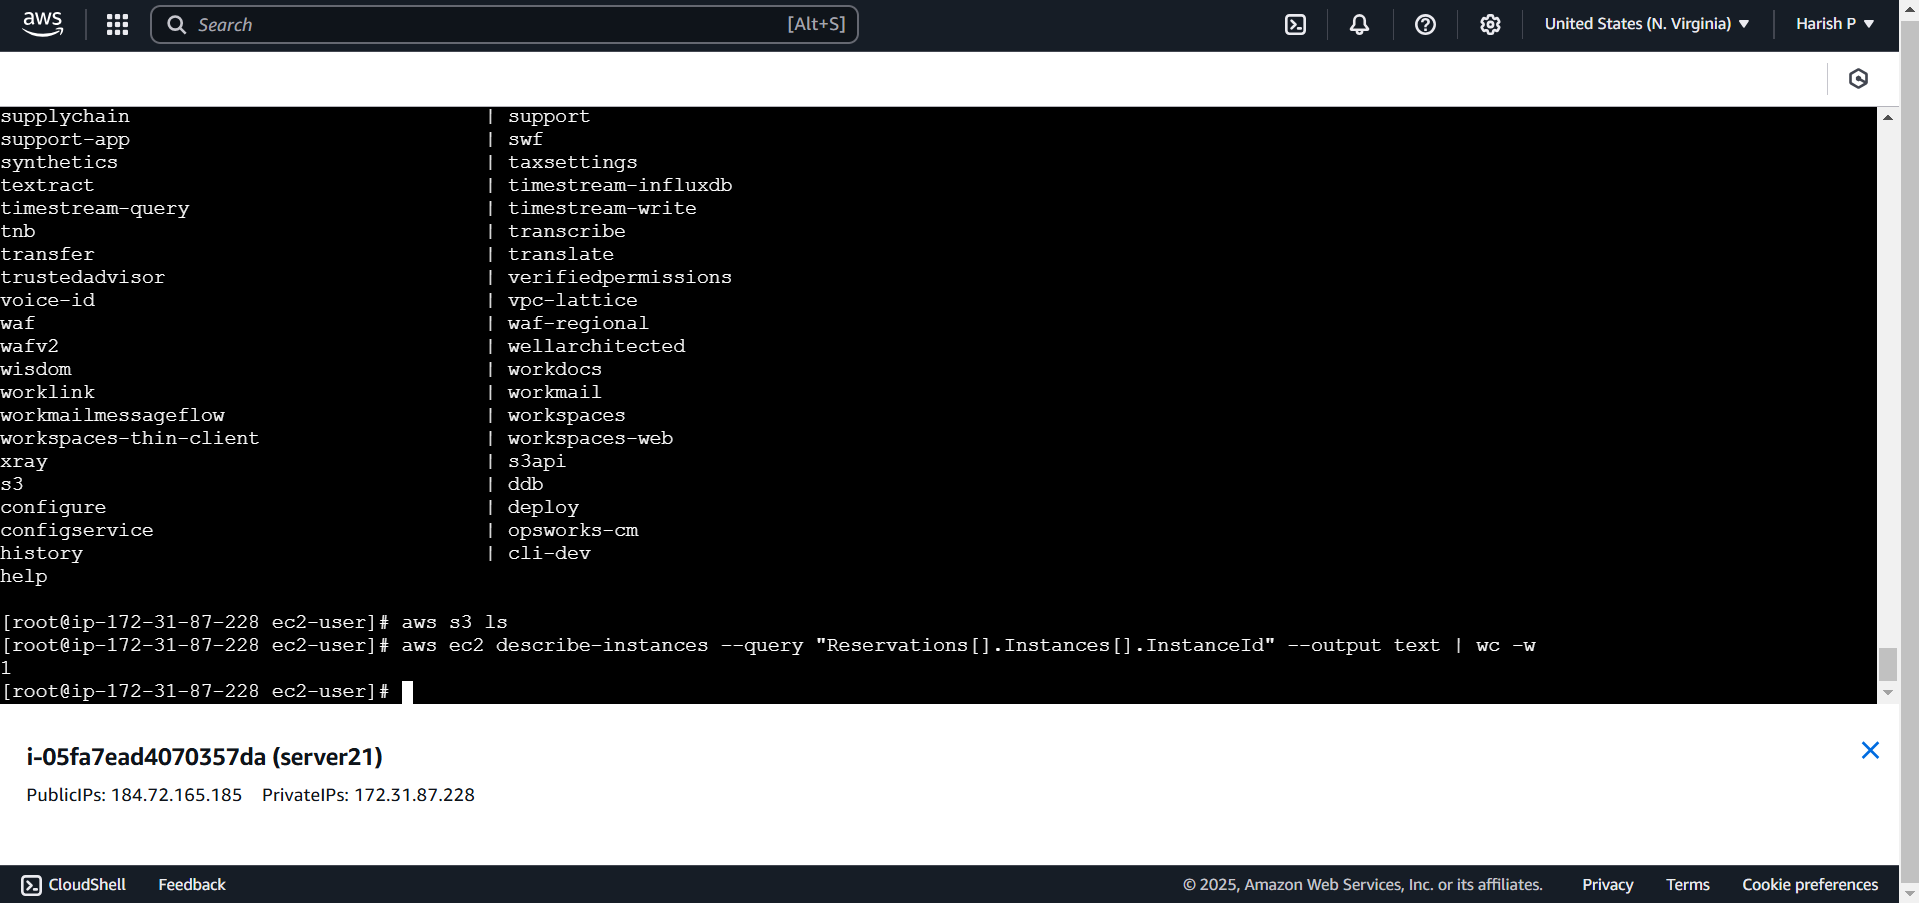 aws Search [Alt+S] United States (N. Virginia) Harish P
supplychain | support
support-app | swf
synthetics | taxsettings
textract | timestream-influxdb
timestream-query | timestream-write
tnb | transcribe
transfer | translate
trustedadvisor | verifiedpermissions
voice-id | vpc-lattice
waf | waf-regional
wafv2 | wellarchitected
wisdom | workdocs
worklink | workmail
workmailmessageflow | workspaces
workspaces-thin-client | workspaces-web
xray | s3api
s3 | ddb
configure | deploy
configservice | opsworks-cm
history | cli-dev
help
[root@ip-172-31-87-228 ec2-user]# aws s3 ls
[root@ip-172-31-87-228 ec2-user]# aws ec2 describe-instances --query "Reservations[].Instances[].InstanceId" --output text | wc -w
1
[root@ip-172-31-87-228 ec2-user]#
i-05fa7ead4070357da (server21)
PublicIPs: 184.72.165.185 PrivateIPs: 172.31.87.228
CloudShell Feedback © 2025, Amazon Web Services, Inc. or its affiliates. Privacy Terms Cookie preferences